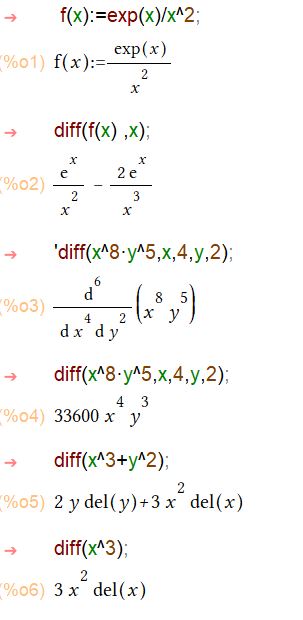 → f(x):=exp(x)/x^2;
(%o1) f(x):=exp(x)/x^2
→ diff(f(x) ,x);
(%o2) e^x/x^2 - 2 e^x/x^3
→ 'diff(x^8·y^5,x,4,y,2);
(%o3) d^6/(d x^4 d y^2) (x^8 y^5)
→ diff(x^8·y^5,x,4,y,2);
(%o4) 33600 x^4 y^3
→ diff(x^3+y^2);
(%o5) 2 y del(y)+3 x^2 del(x)
→ diff(x^3);
(%o6) 3 x^2 del(x)